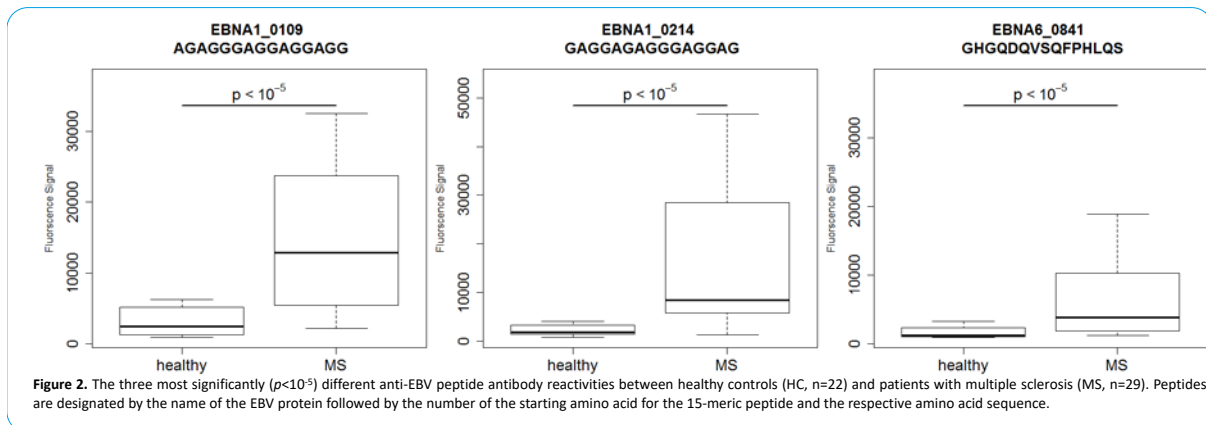 EBNA1_0109
AGAGGGAGGAGGAGG
p < 10⁻⁵
Fluorescence Signal
30000
20000
10000
0
healthy
MS
EBNA1_0214
GAGGAGAGGGAGGAG
p < 10⁻⁵
Fluorescence Signal
50000
30000
10000
0
healthy
MS
EBNA6_0841
GHGQDQVSQFPHLQS
p < 10⁻⁵
Fluorescence Signal
30000
20000
10000
0
healthy
MS
Figure 2. The three most significantly (p<10⁻⁵) different anti-EBV peptide antibody reactivities between healthy controls (HC, n=22) and patients with multiple sclerosis (MS, n=29). Peptides
are designated by the name of the EBV protein followed by the number of the starting amino acid for the 15-meric peptide and the respective amino acid sequence.